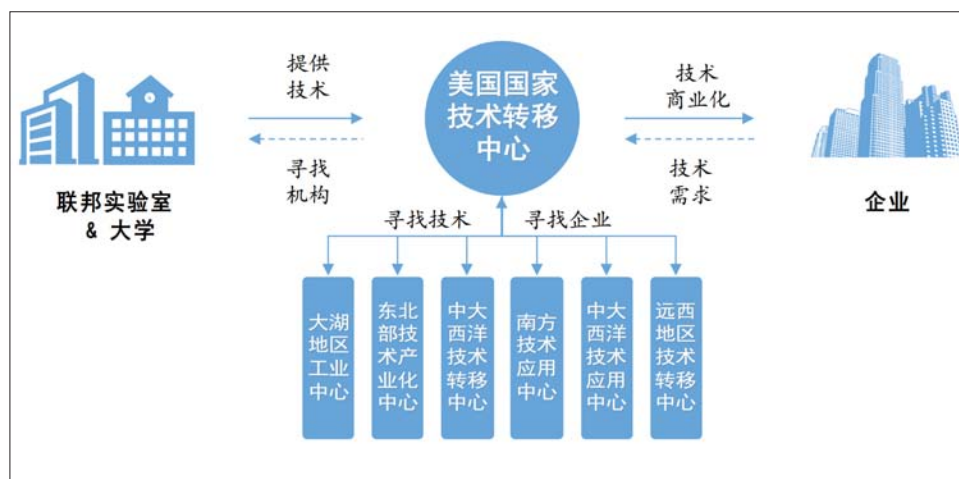 提供
技术
寻找
机构
联邦实验室
& 大学
美国国家
技术转移
中心
技术
商业化
技术
需求
企业
寻找技术
寻找企业
大湖
地区
工业
中心
东北
部技
术产
业化
中心
中大
西洋
技术
转移
中心
南方
技术
应用
中心
中大
西洋
技术
应用
中心
远西
地区
技术
转移
中心